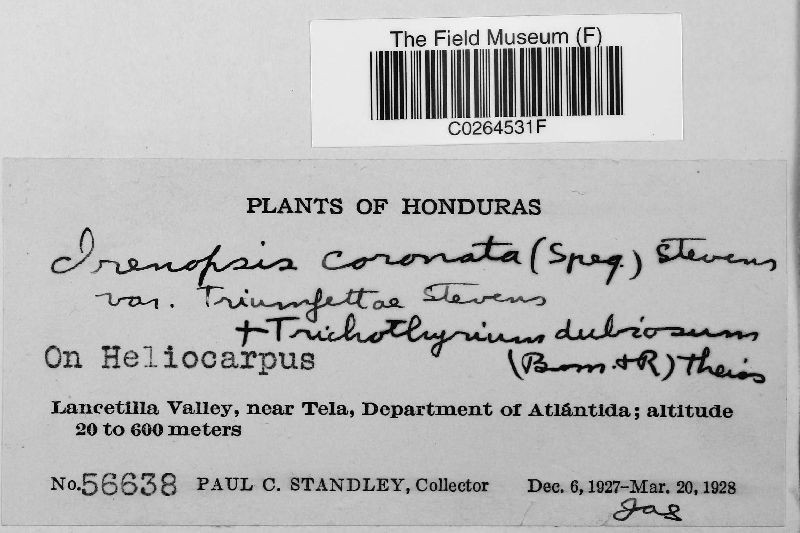 The Field Museum (F)
C0264531F
PLANTS OF HONDURAS
Irenopsis coronata (Speg.) Stevens
var. Triumfettae Stevens
+ Trichothyrium dubiosum
On Heliocarpus
(Bom. + R) Theiss
Lancetilla Valley, near Tela, Department of Atlántida; altitude
20 to 600 meters
No. 56638 PAUL C. STANDLEY, Collector Dec. 6, 1927–Mar. 20, 1928